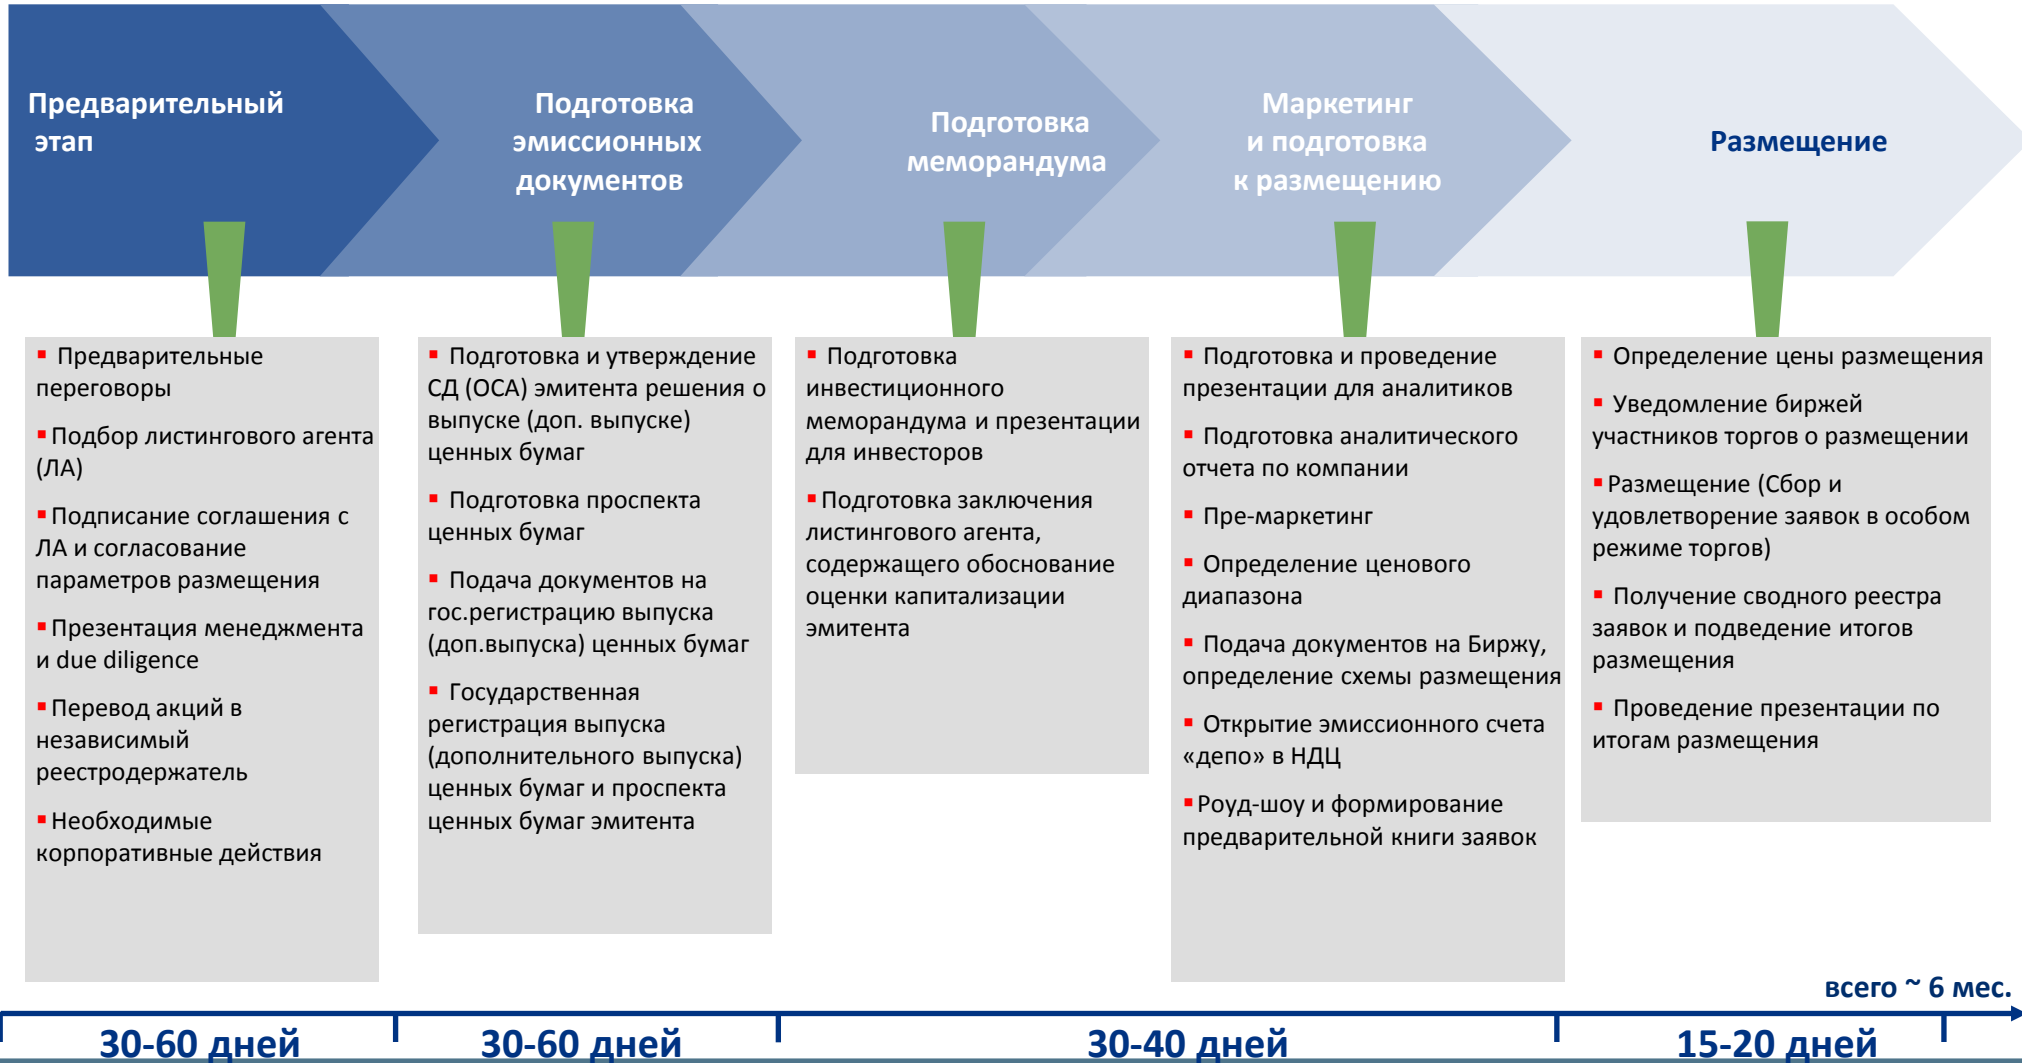 Предварительный
этап
Подготовка
эмиссионных
документов
Подготовка
меморандума
Маркетинг
и подготовка
к размещению
Размещение
▪ Предварительные
переговоры
▪ Подбор листингового агента
(ЛА)
▪ Подписание соглашения с
ЛА и согласование
параметров размещения
▪ Презентация менеджмента
и due diligence
▪ Перевод акций в
независимый
реестродержатель
▪ Необходимые
корпоративные действия
▪ Подготовка и утверждение
СД (ОСА) эмитента решения о
выпуске (доп. выпуске)
ценных бумаг
▪ Подготовка проспекта
ценных бумаг
▪ Подача документов на
гос.регистрацию выпуска
(доп.выпуска) ценных бумаг
▪ Государственная
регистрация выпуска
(дополнительного выпуска)
ценных бумаг и проспекта
ценных бумаг эмитента
▪ Подготовка
инвестиционного
меморандума и презентации
для инвесторов
▪ Подготовка заключения
листингового агента,
содержащего обоснование
оценки капитализации
эмитента
▪ Подготовка и проведение
презентации для аналитиков
▪ Подготовка аналитического
отчета по компании
▪ Пре-маркетинг
▪ Определение ценового
диапазона
▪ Подача документов на Биржу,
определение схемы размещения
▪ Открытие эмиссионного счета
«депо» в НДЦ
▪ Роуд-шоу и формирование
предварительной книги заявок
▪ Определение цены размещения
▪ Уведомление биржей
участников торгов о размещении
▪ Размещение (Сбор и
удовлетворение заявок в особом
режиме торгов)
▪ Получение сводного реестра
заявок и подведение итогов
размещения
▪ Проведение презентации по
итогам размещения
всего ~ 6 мес.
30-60 дней
30-60 дней
30-40 дней
15-20 дней